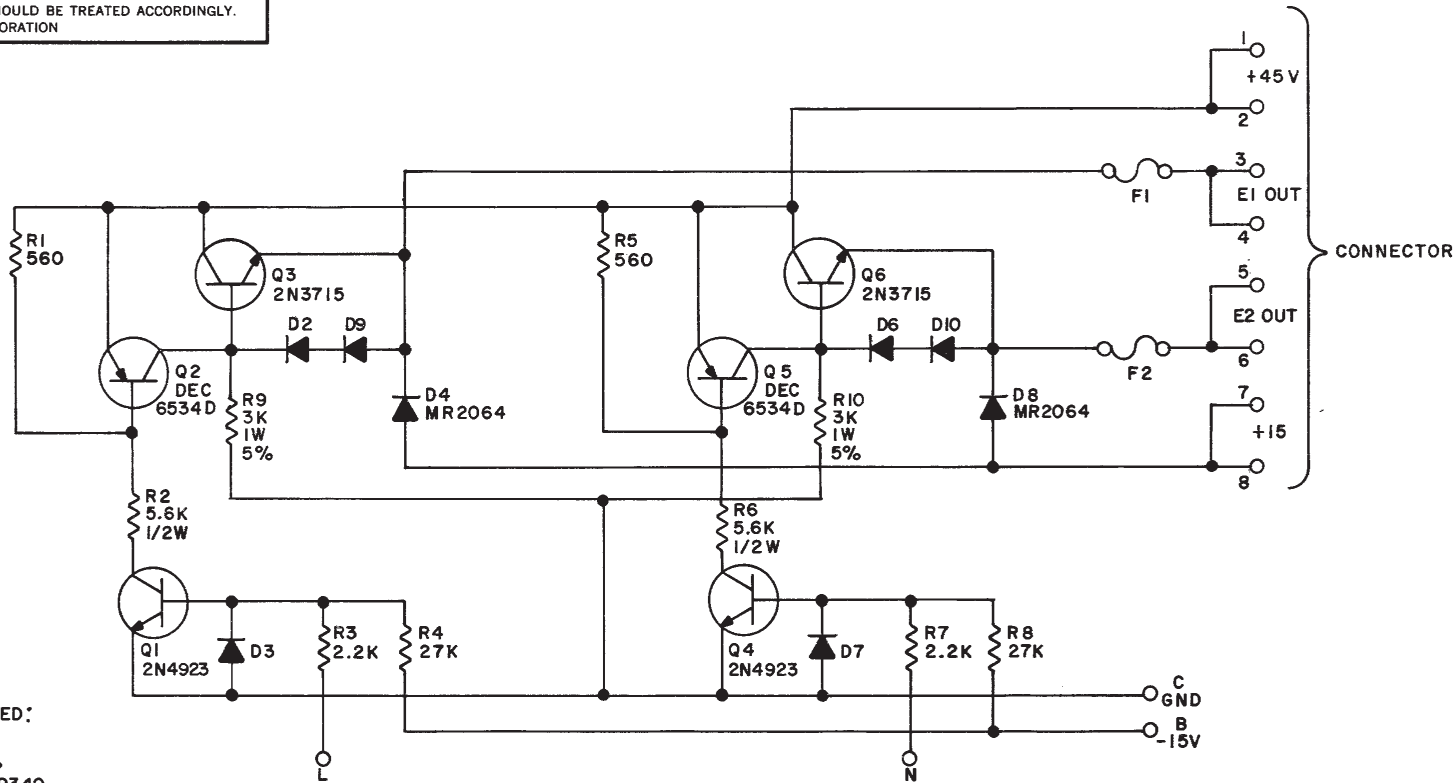 HOULD BE TREATED ACCORDINGLY.
ORATION
1
+45V
2
3
E1 OUT
4
5
E2 OUT
6
7
+15
8
CONNECTOR
F1
F2
R1
560
Q3
2N3715
R5
560
Q6
2N3715
D2
D9
D6
D10
Q2
DEC
6534D
R9
3K
1W
5%
D4
MR2064
Q5
DEC
6534D
R10
3K
1W
5%
D8
MR2064
R2
5.6K
1/2W
R6
5.6K
1/2W
Q1
2N4923
D3
R3
2.2K
R4
27K
Q4
2N4923
D7
R7
2.2K
R8
27K
C
GND
B
-15V
L
N
ED: